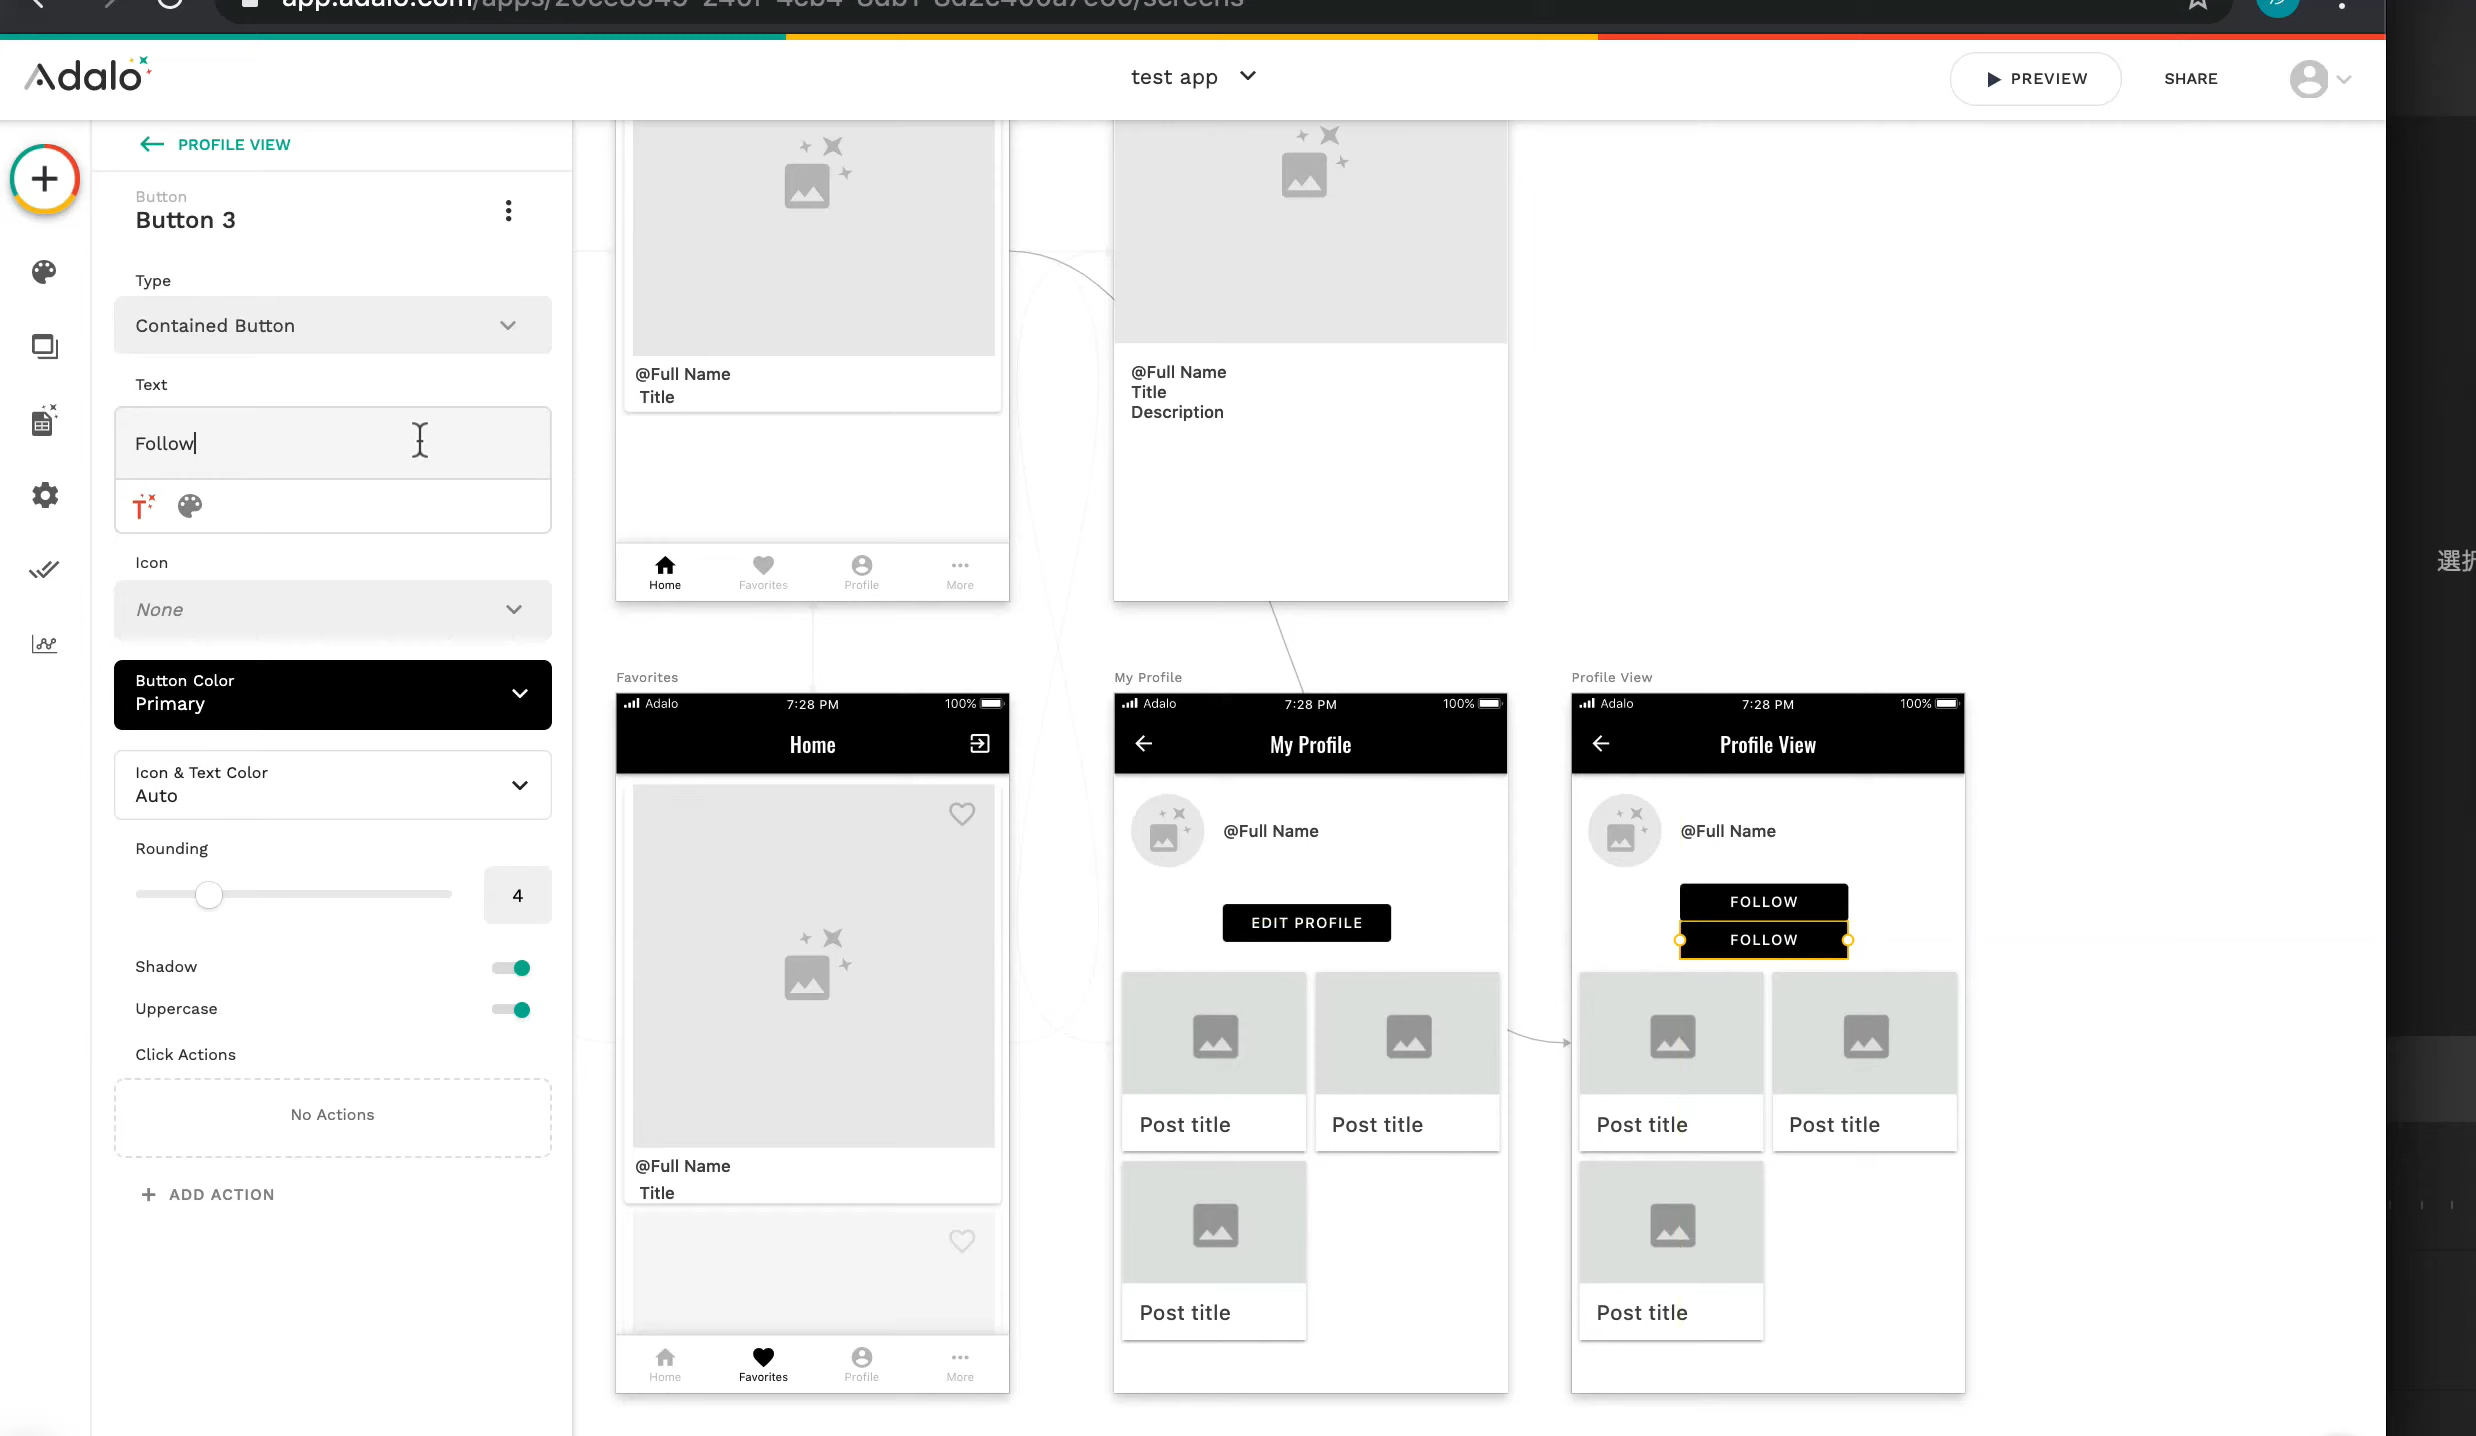 Adalo
test app
PREVIEW
SHARE
PROFILE VIEW
Button
Button 3
Type
Contained Button
Text
Follow
Icon
None
Button Color
Primary
Icon & Text Color
Auto
Rounding
4
Shadow
Uppercase
Click Actions
No Actions
ADD ACTION
@Full Name
Title
Home
Favorites
Profile
More
@Full Name
Title
Description
Favorites
Adalo
7:28 PM
100%
Home
@Full Name
Title
Home
Favorites
Profile
More
My Profile
Adalo
7:28 PM
100%
My Profile
@Full Name
EDIT PROFILE
Post title
Post title
Post title
Profile View
Adalo
7:28 PM
100%
Profile View
@Full Name
FOLLOW
FOLLOW
Post title
Post title
Post title
選択